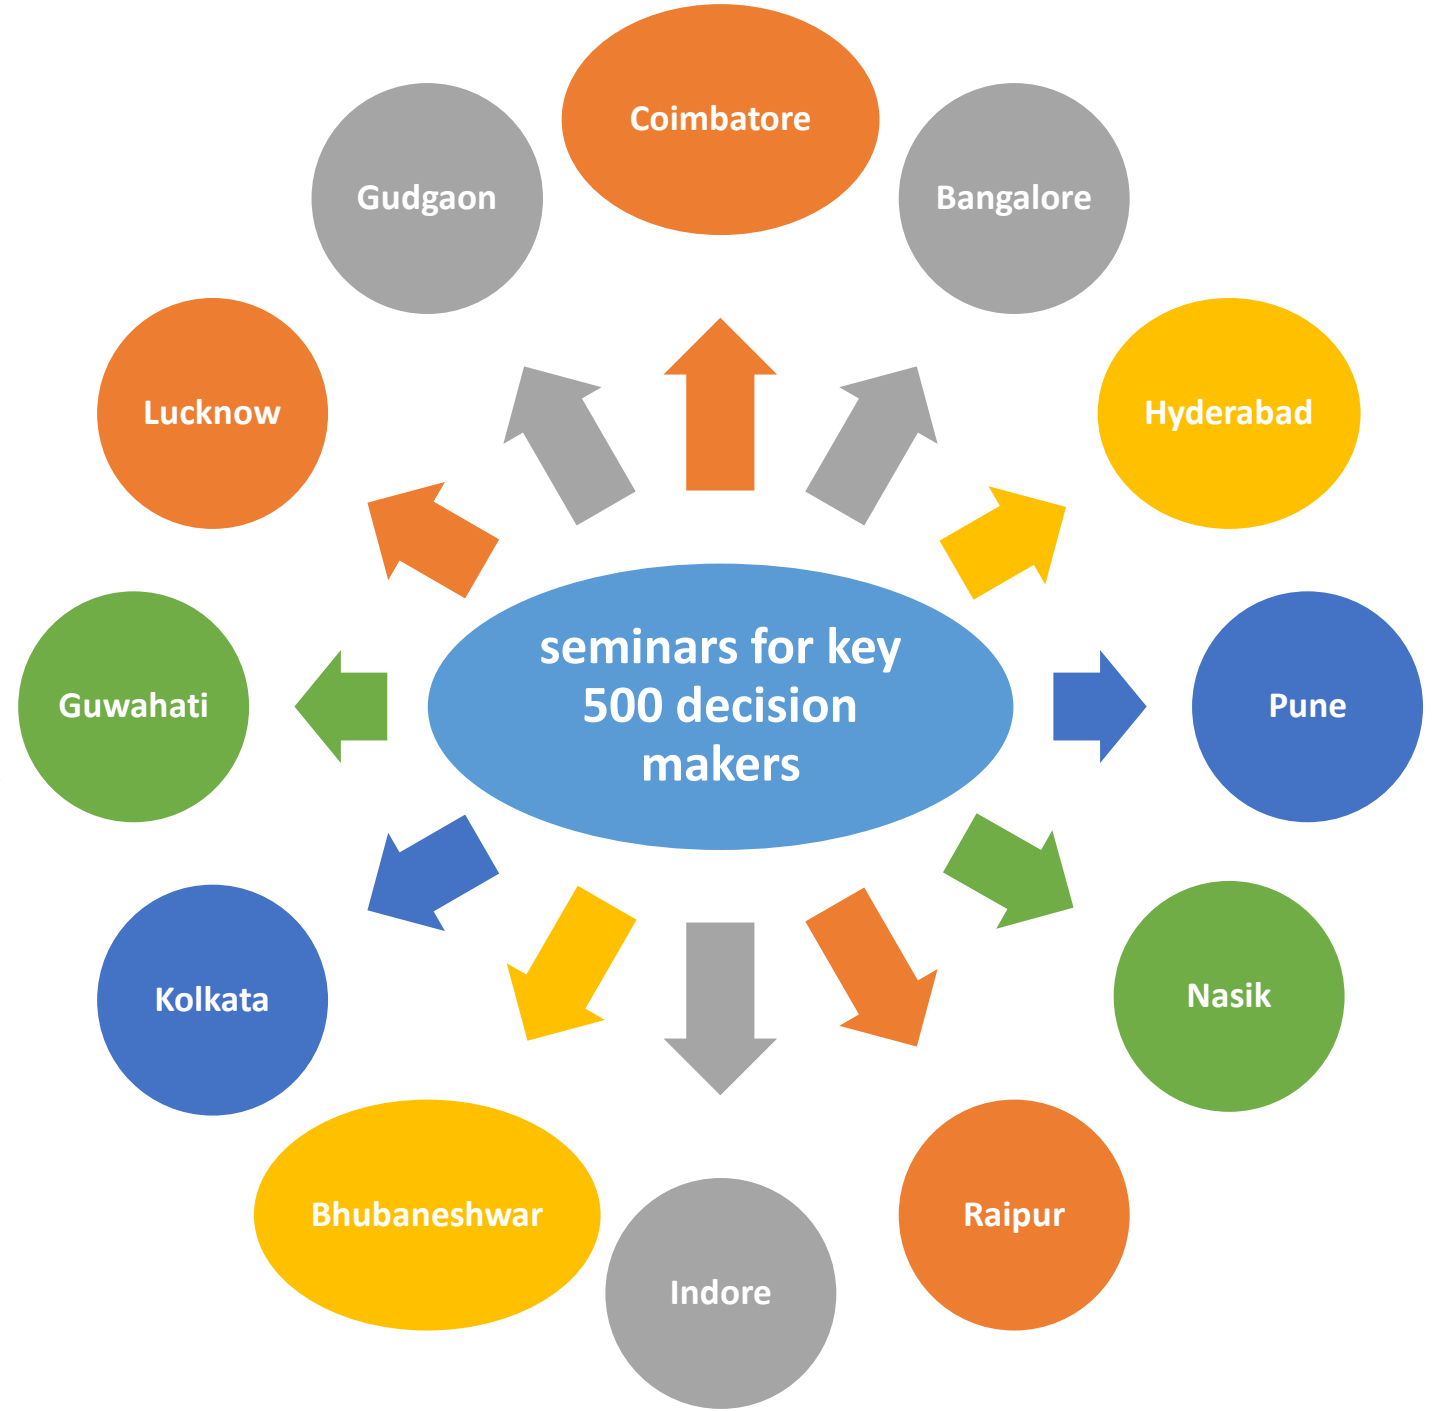 Coimbatore
Bangalore
Hyderabad
Pune
Nasik
Raipur
Indore
Bhubaneshwar
Kolkata
Guwahati
Lucknow
Gudgaon
seminars for key
500 decision
makers